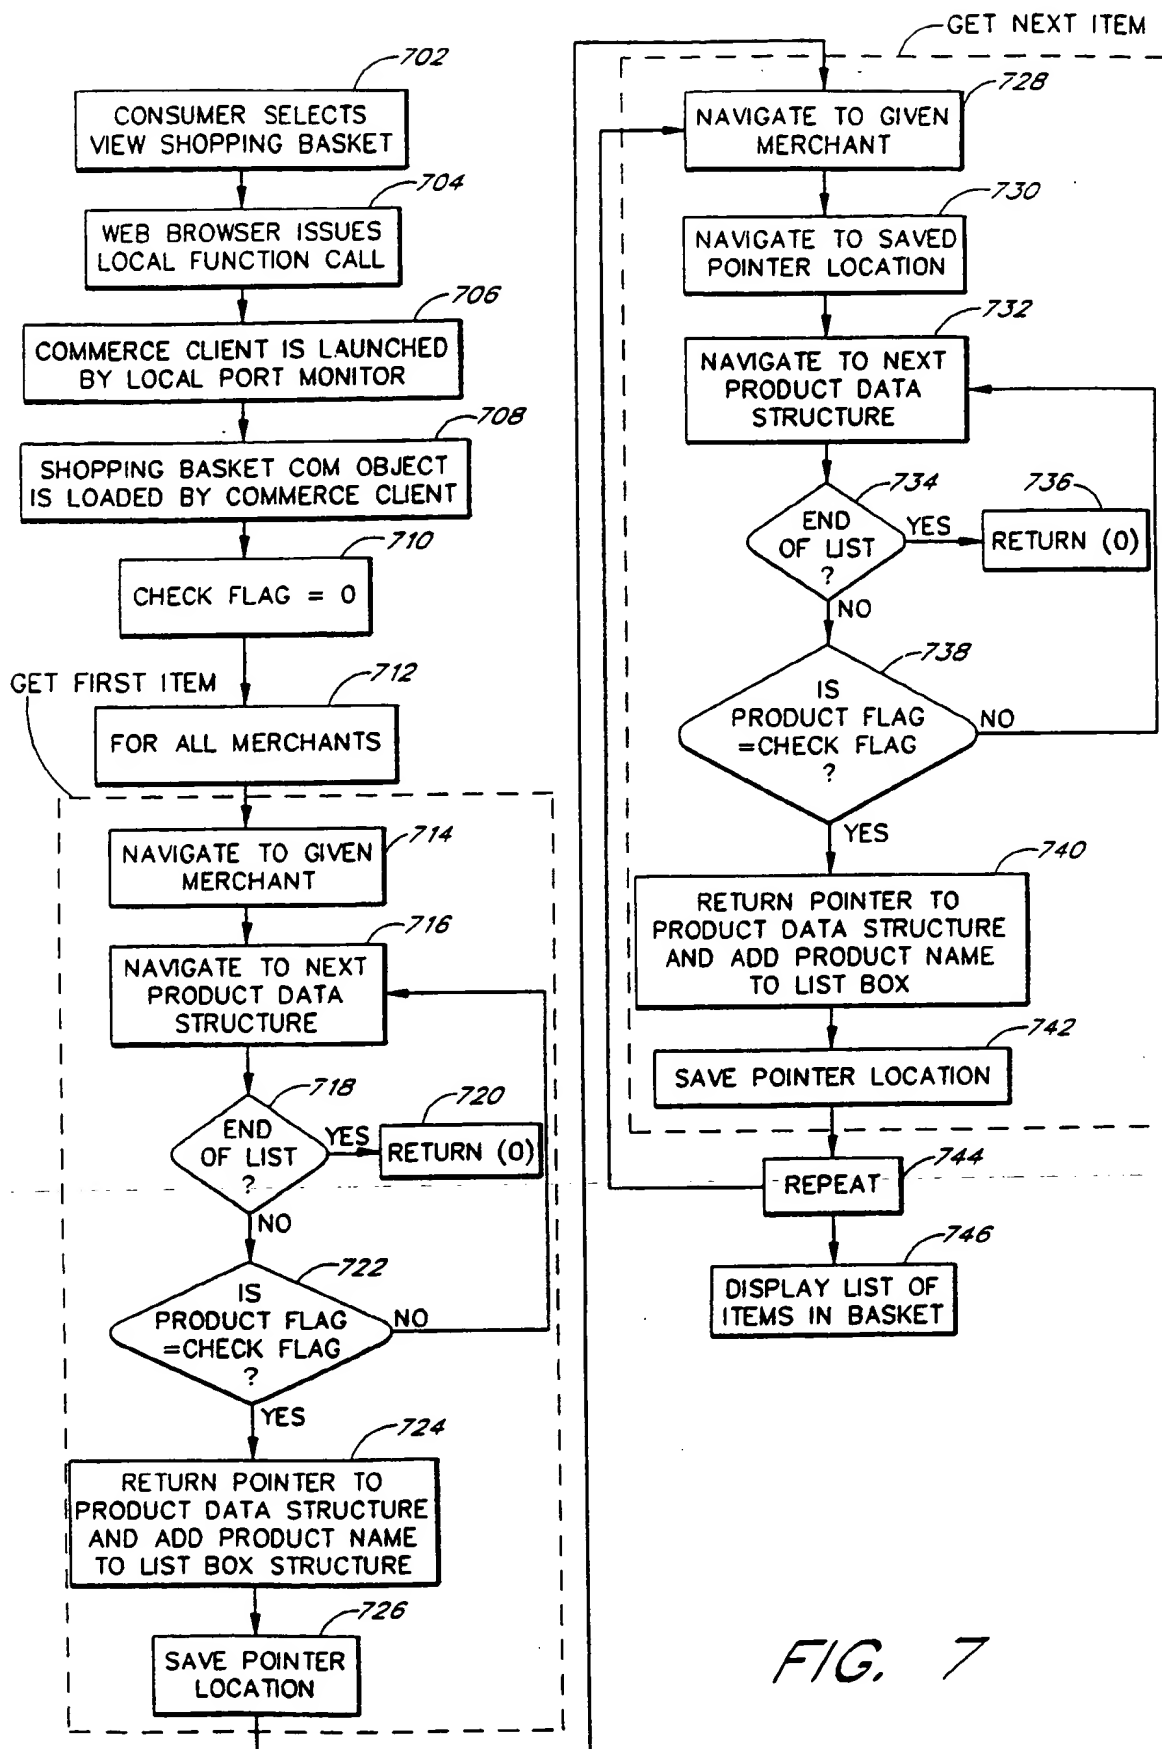 702
CONSUMER SELECTS
VIEW SHOPPING BASKET
704
WEB BROWSER ISSUES
LOCAL FUNCTION CALL
706
COMMERCE CLIENT IS LAUNCHED
BY LOCAL PORT MONITOR
708
SHOPPING BASKET COM OBJECT
IS LOADED BY COMMERCE CLIENT
710
CHECK FLAG = 0
GET FIRST ITEM
712
FOR ALL MERCHANTS
714
NAVIGATE TO GIVEN
MERCHANT
716
NAVIGATE TO NEXT
PRODUCT DATA
STRUCTURE
718
END
OF LIST
?
YES
720
RETURN (0)
NO
722
IS
PRODUCT FLAG
=CHECK FLAG
?
NO
YES
724
RETURN POINTER TO
PRODUCT DATA STRUCTURE
AND ADD PRODUCT NAME
TO LIST BOX STRUCTURE
726
SAVE POINTER
LOCATION
GET NEXT ITEM
728
NAVIGATE TO GIVEN
MERCHANT
730
NAVIGATE TO SAVED
POINTER LOCATION
732
NAVIGATE TO NEXT
PRODUCT DATA
STRUCTURE
734
END
OF LIST
?
YES
736
RETURN (0)
NO
738
IS
PRODUCT FLAG
=CHECK FLAG
?
NO
YES
740
RETURN POINTER TO
PRODUCT DATA STRUCTURE
AND ADD PRODUCT NAME
TO LIST BOX
742
SAVE POINTER LOCATION
744
REPEAT
746
DISPLAY LIST OF
ITEMS IN BASKET
FIG. 7